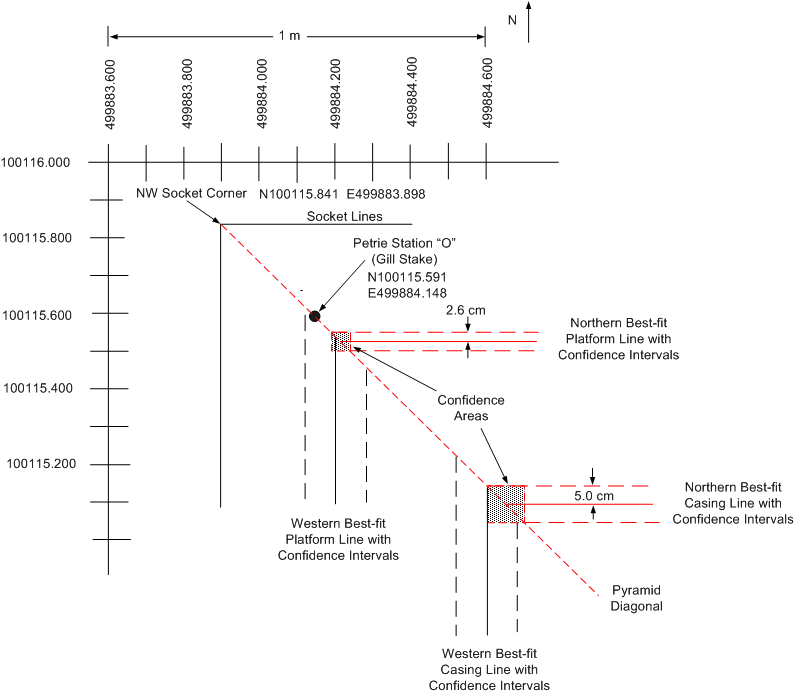 N
1 m
499883.600
499883.800
499884.000
499884.200
499884.400
499884.600
100116.000
100115.800
100115.600
100115.400
100115.200
NW Socket Corner N100115.841 E499883.898
Socket Lines
Petrie Station “O”
(Gill Stake)
N100115.591
E499884.148
2.6 cm
Northern Best-fit
Platform Line with
Confidence Intervals
Confidence
Areas
5.0 cm
Northern Best-fit
Casing Line with
Confidence Intervals
Western Best-fit
Platform Line with
Confidence Intervals
Pyramid
Diagonal
Western Best-fit
Casing Line with
Confidence Intervals